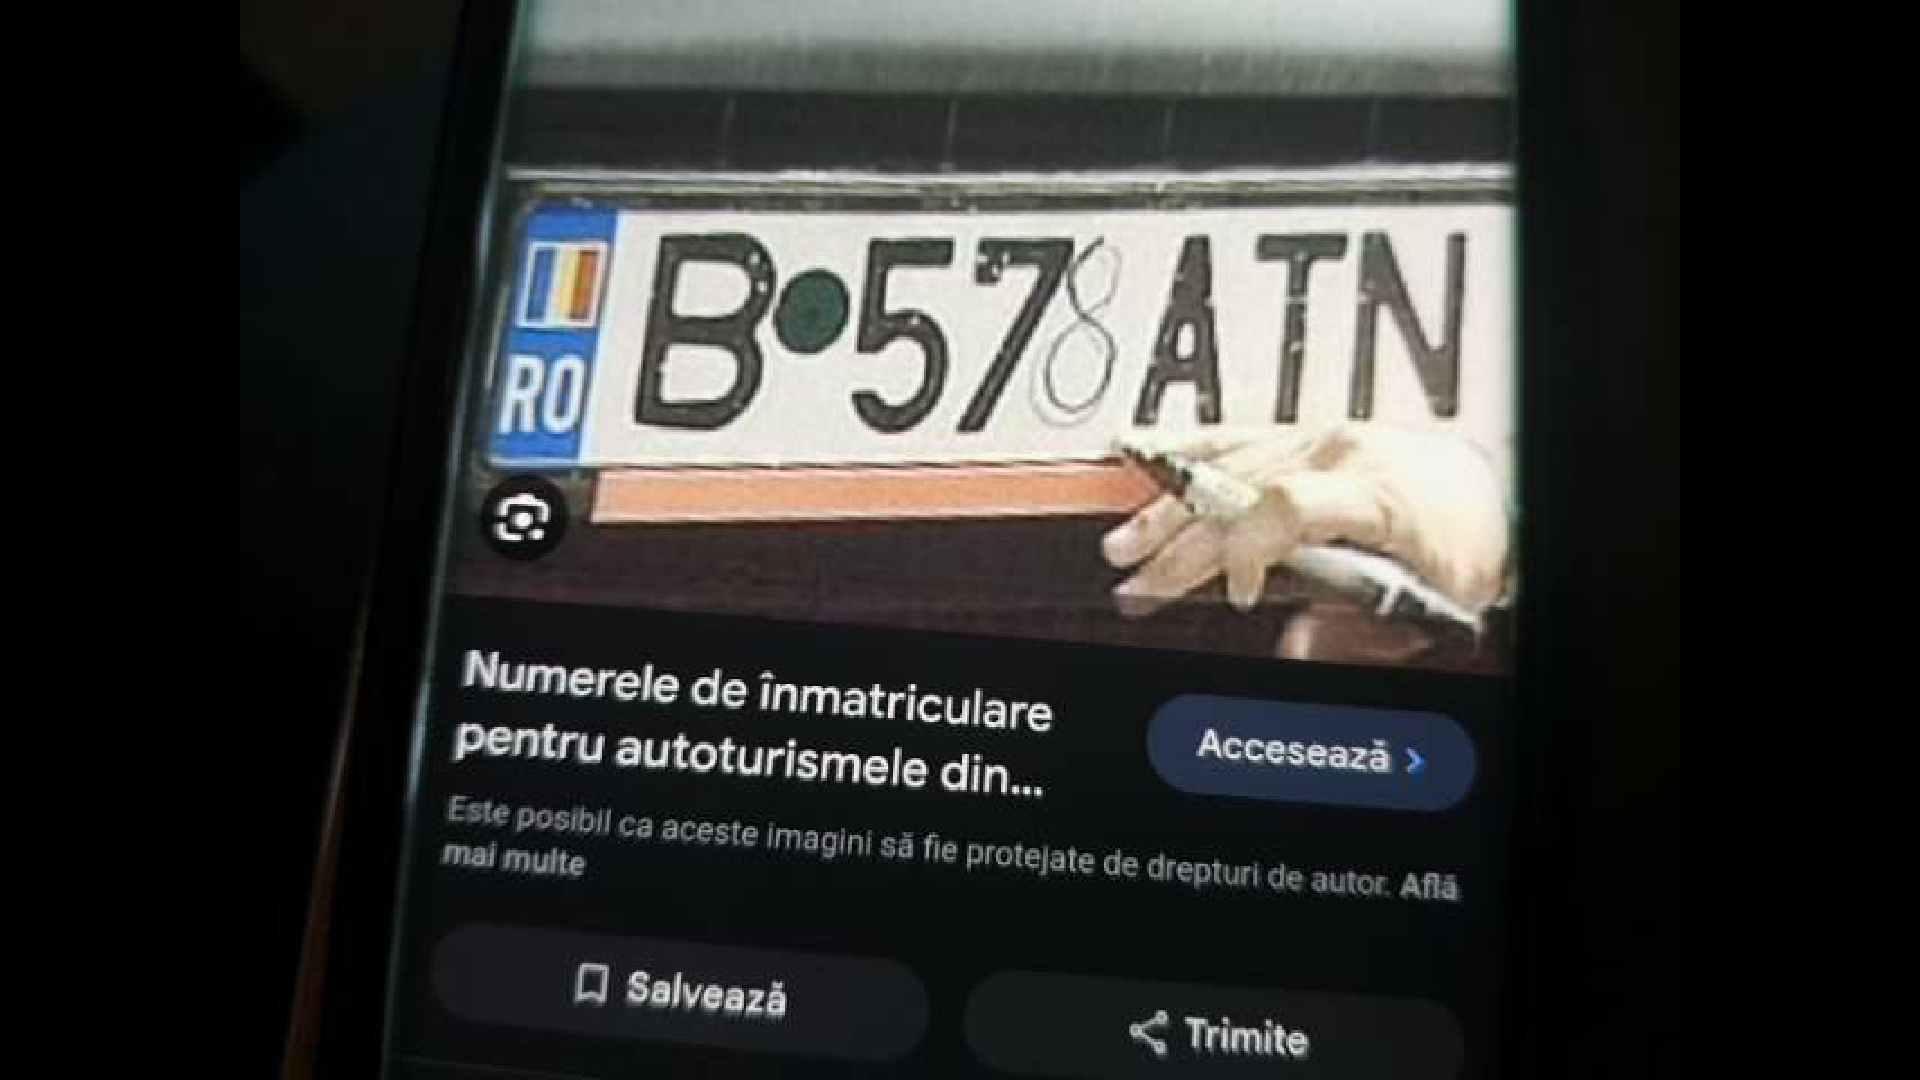 RO B 578 ATN
Numerele de înmatriculare
pentru autoturismele din...
Accesează
Este posibil ca aceste imagini să fie protejate de drepturi de autor. Află
mai multe
Salvează
Trimite